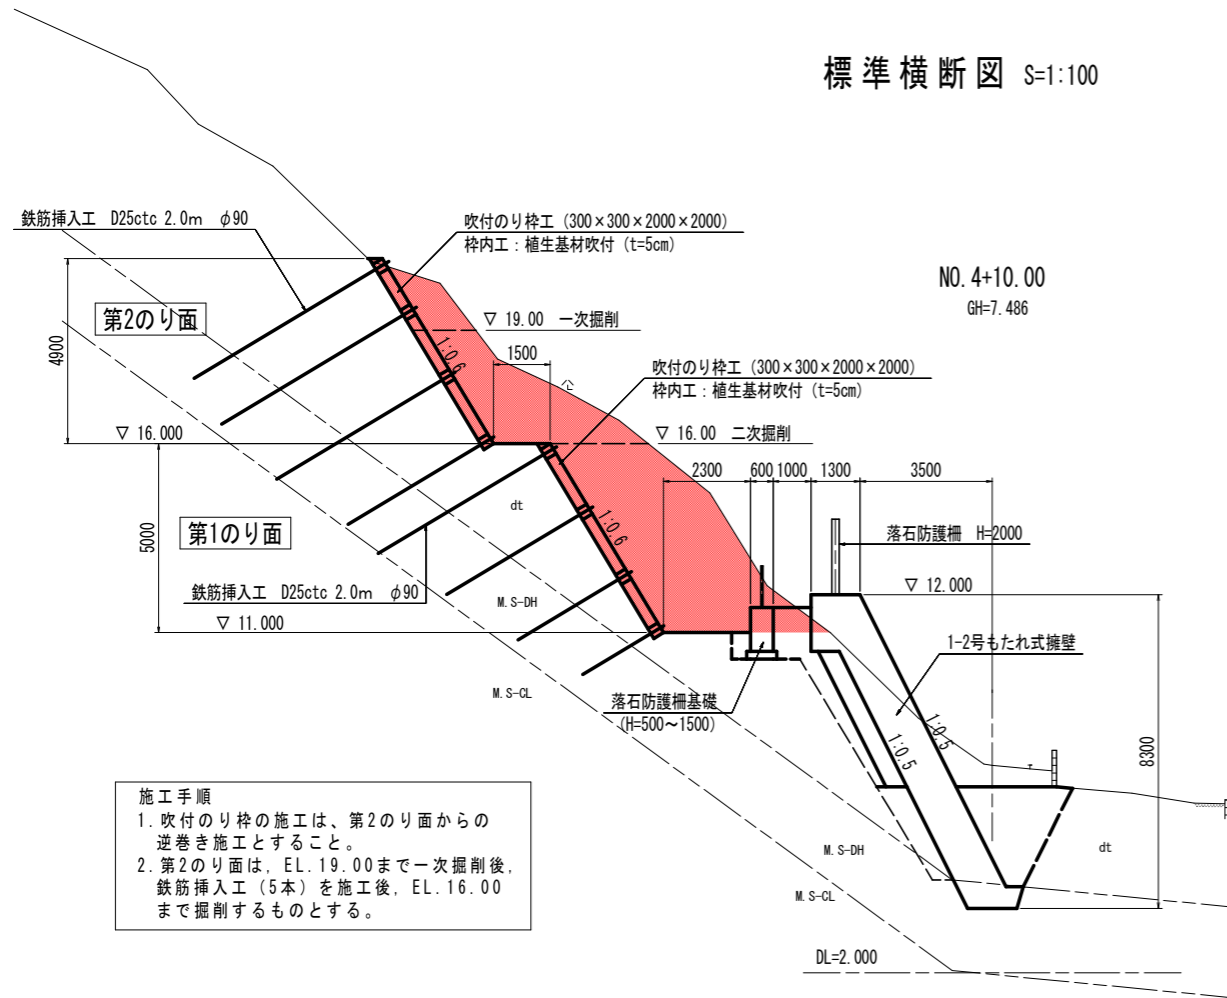 標準横断図 S=1:100
鉄筋挿入工 D25ctc 2.0m φ90
吹付のり枠工 (300×300×2000×2000)
枠内工：植生基材吹付 (t=5cm)
NO.4+10.00
GH=7.486
第2のり面
4900
▽ 19.00 一次掘削
1:0.6
1500
吹付のり枠工 (300×300×2000×2000)
枠内工：植生基材吹付 (t=5cm)
▽ 16.000
▽ 16.00 二次掘削
2300
600
1000
1300
3500
第1のり面
5000
dt
1:0.6
落石防護柵 H=2000
鉄筋挿入工 D25ctc 2.0m φ90
M.S-DH
▽ 12.000
▽ 11.000
1-2号もたれ式擁壁
M.S-CL
落石防護柵基礎
(H=500～1500)
1:0.5
1:0.5
8300
施工手順
1.吹付のり枠の施工は、第2のり面からの
逆巻き施工とすること。
2.第2のり面は,EL.19.00まで一次掘削後,
鉄筋挿入工（5本）を施工後,EL.16.00
まで掘削するものとする。
M.S-DH
dt
M.S-CL
DL=2.000